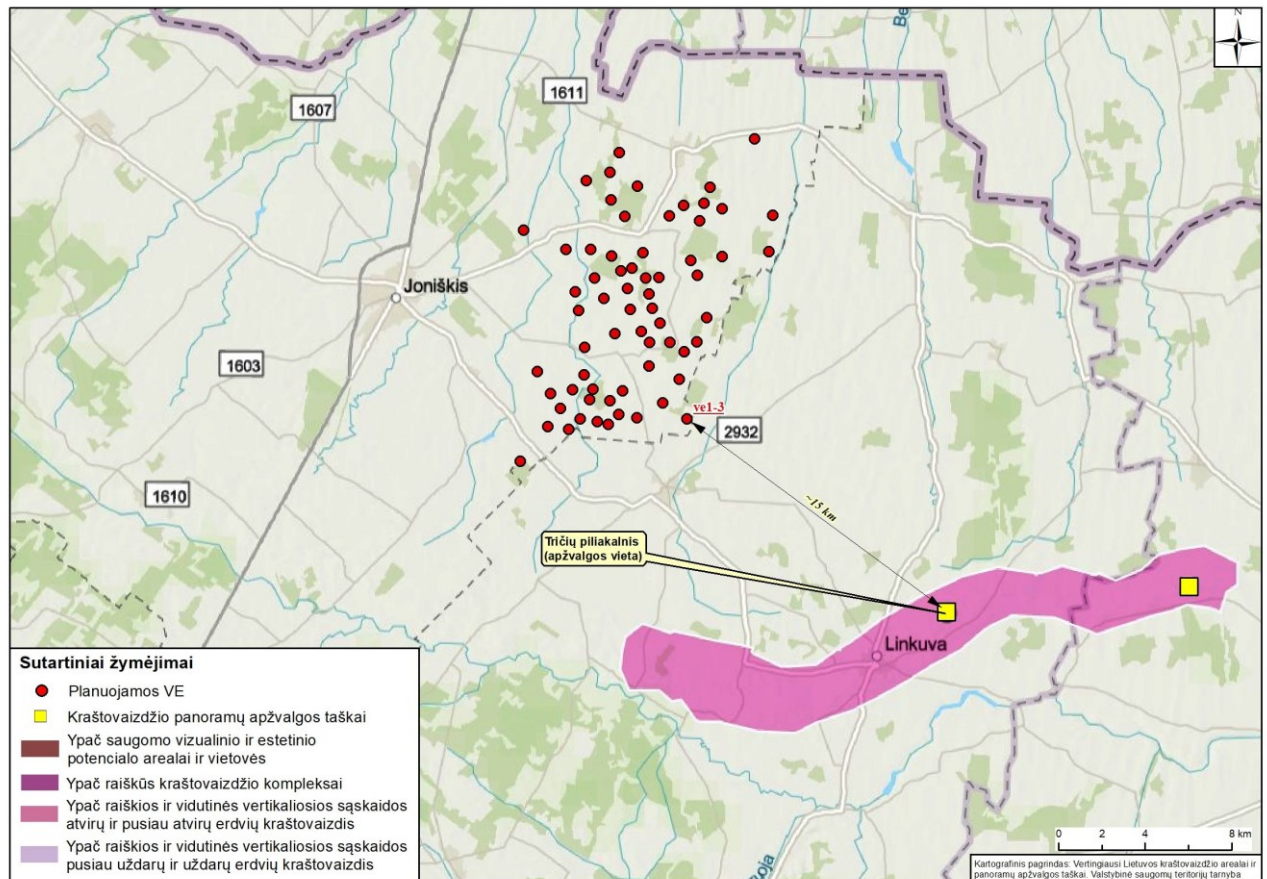 N
Be
1611
1607
Joniškis
1603
ve1-3
2932
1610
~15 km
Tričių piliakalnis
(apžvalgos vieta)
Linkuva
Sutartiniai žymėjimai
Planuojamos VE
Kraštovaizdžio panoramų apžvalgos taškai
Ypač saugomo vizualinio ir estetinio
potencialo arealai ir vietovės
Ypač raiškūs kraštovaizdžio kompleksai
Ypač raiškios ir vidutinės vertikaliosios sąskaidos
atvirų ir pusiau atvirų erdvių kraštovaizdis
Ypač raiškios ir vidutinės vertikaliosios sąskaidos
pusiau uždarų ir uždarų erdvių kraštovaizdis
oja
0 2 4 8 km
Kartografinis pagrindas: Vertingiausi Lietuvos kraštovaizdžio arealai ir
panoramų apžvalgos taškai. Valstybinė saugomų teritorijų tarnyba